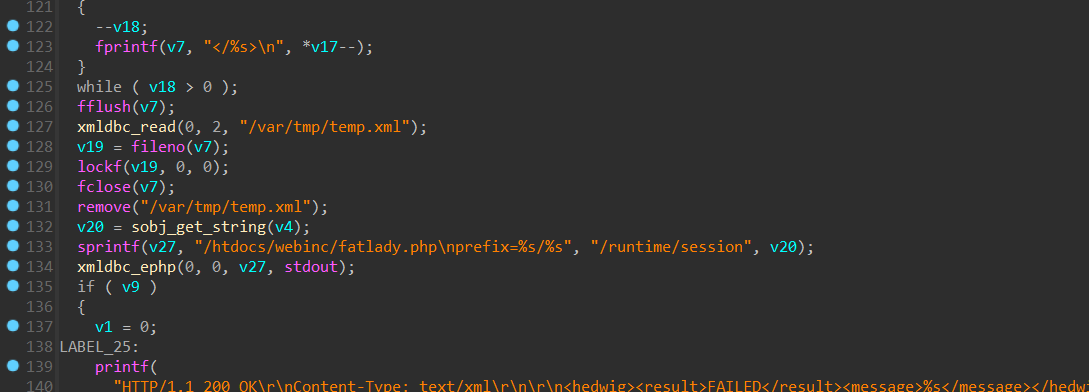 121 {
122 --v18;
123 fprintf(v7, "</%s>\n", *v17--);
124 }
125 while ( v18 > 0 );
126 fflush(v7);
127 xmldbc_read(0, 2, "/var/tmp/temp.xml");
128 v19 = fileno(v7);
129 lockf(v19, 0, 0);
130 fclose(v7);
131 remove("/var/tmp/temp.xml");
132 v20 = sobj_get_string(v4);
133 sprintf(v27, "/htdocs/webinc/fatlady.php\nprefix=%s/%s", "/runtime/session", v20);
134 xmldbc_ephp(0, 0, v27, stdout);
135 if ( v9 )
136 {
137 v1 = 0;
138 LABEL_25:
139 printf(
140 "HTTP/1.1 200 OK\r\nContent-Type: text/xml\r\n\r\n<hedwig><result>FAILED</result><message>%s</message></hedw